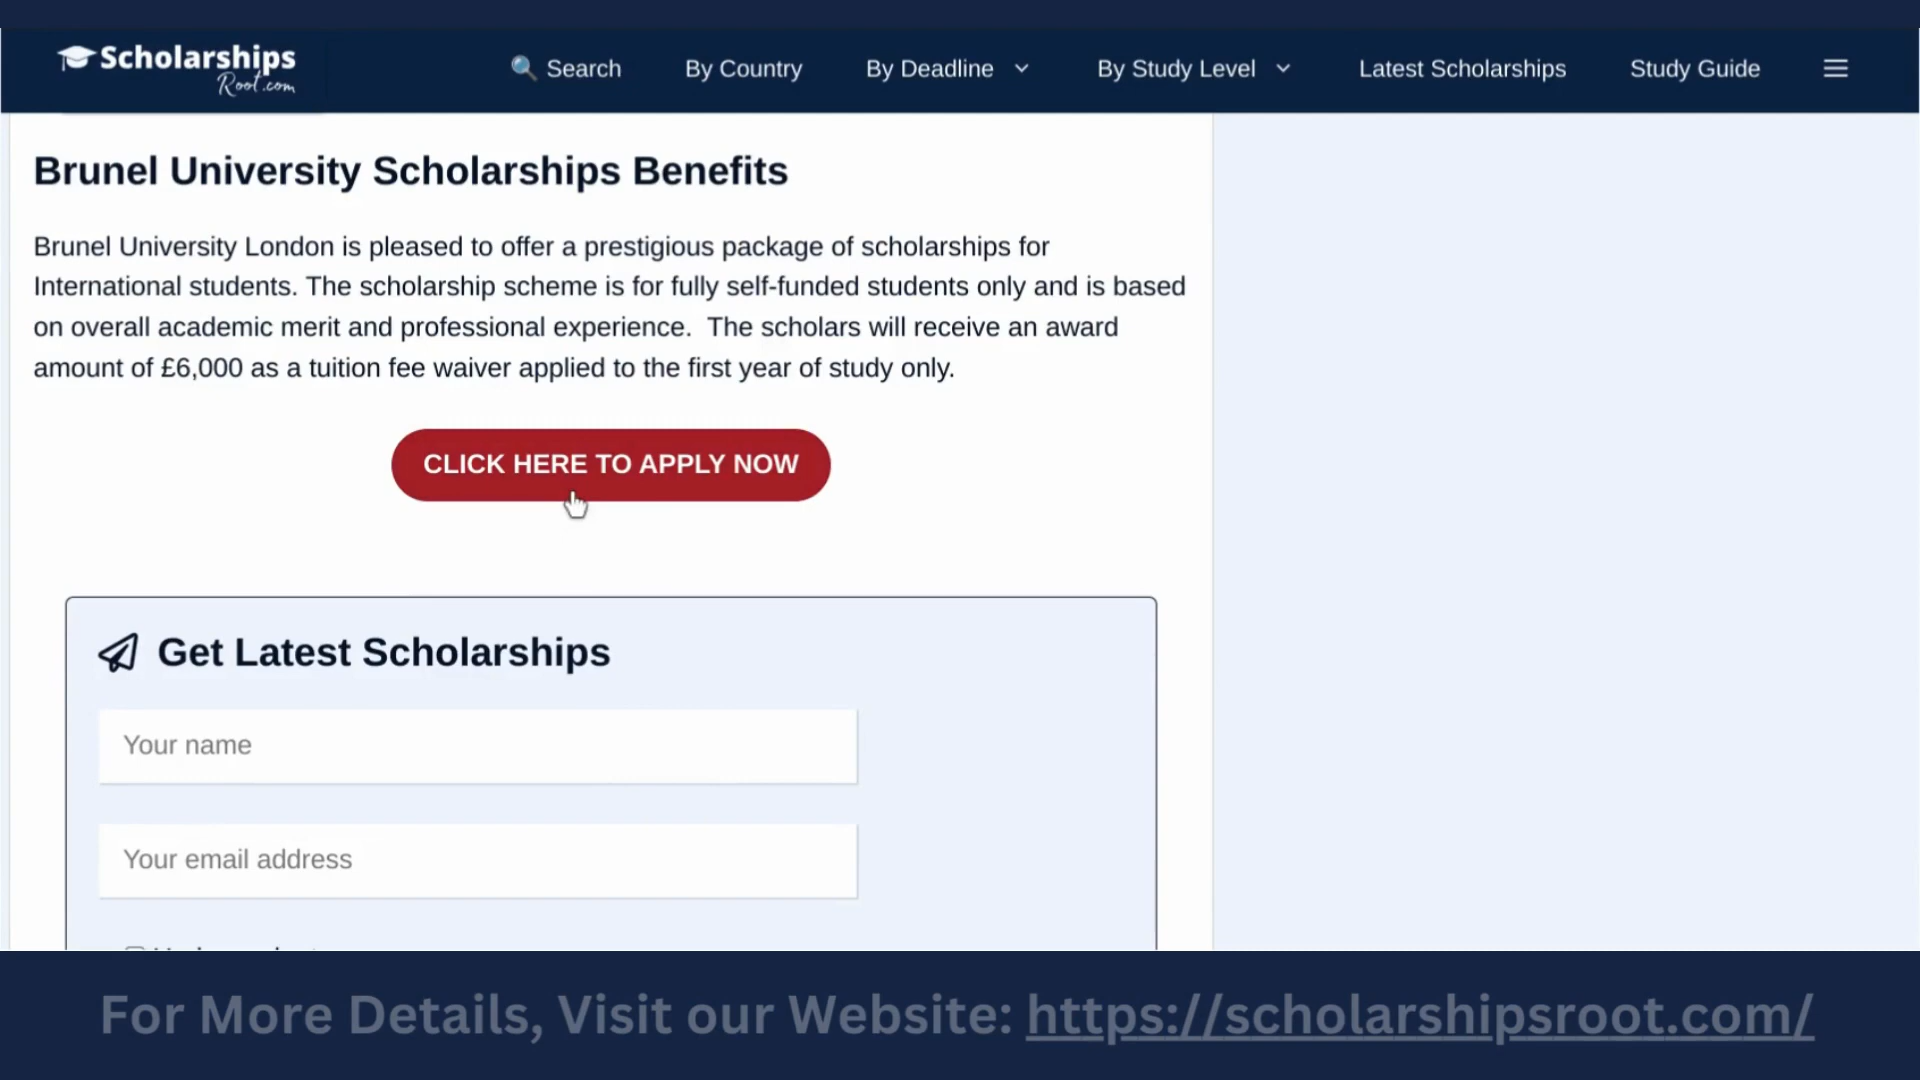 Scholarships
Root.com
Search
By Country
By Deadline
By Study Level
Latest Scholarships
Study Guide
Brunel University Scholarships Benefits
Brunel University London is pleased to offer a prestigious package of scholarships for
International students. The scholarship scheme is for fully self-funded students only and is based
on overall academic merit and professional experience.  The scholars will receive an award
amount of £6,000 as a tuition fee waiver applied to the first year of study only.
CLICK HERE TO APPLY NOW
Get Latest Scholarships
Your name
Your email address
For More Details, Visit our Website: https://scholarshipsroot.com/